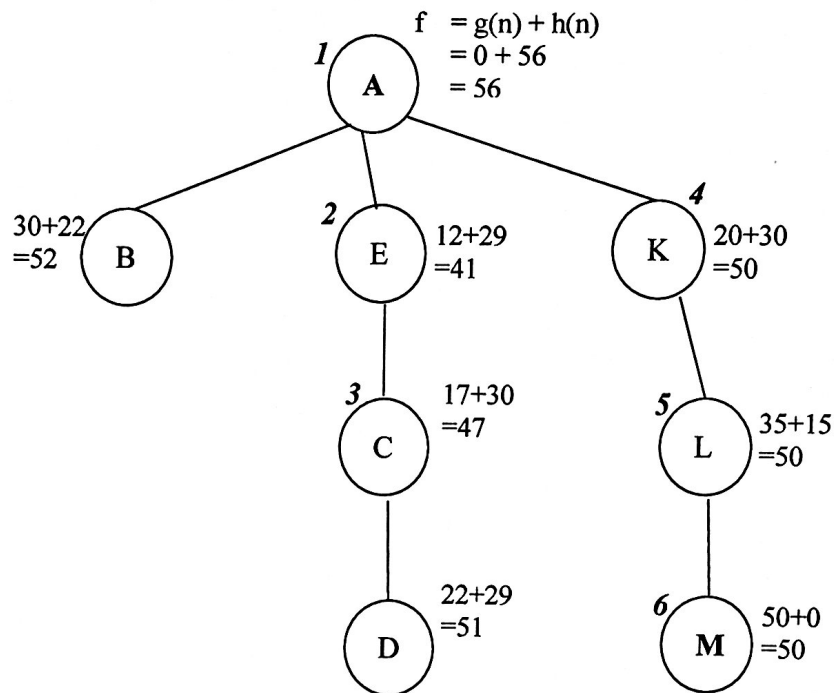 f = g(n) + h(n)
1
= 0 + 56
A
= 56
4
2
30+22
12+29
20+30
B
E
K
=52
=41
=50
3
17+30
5
35+15
=47
C
L
=50
22+29
6
50+0
=51
D
M
=50